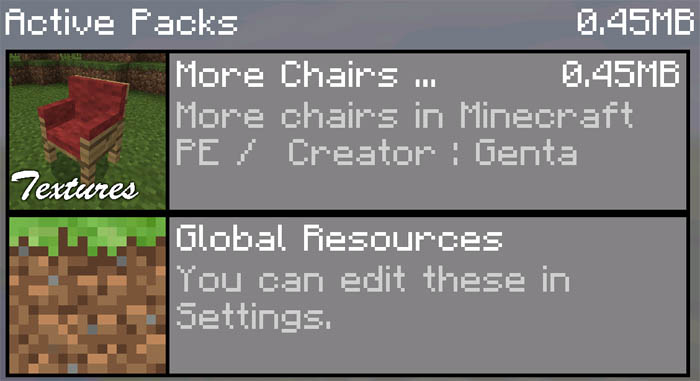 Active Packs 0.45MB
More Chairs ... 0.45MB
More chairs in Minecraft
PE / Creator : Genta
Textures
Global Resources
You can edit these in
Settings.